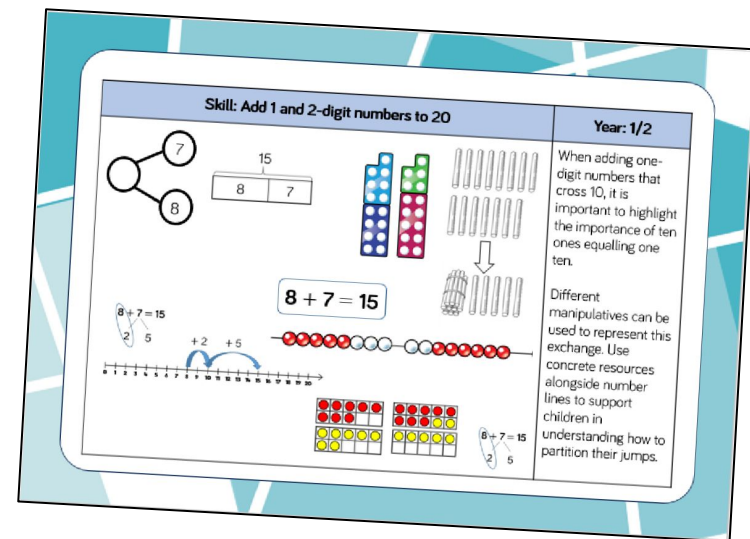 Skill: Add 1 and 2-digit numbers to 20
Year: 1/2
7
8
15
8 7
8 + 7 = 15
8 + 7 = 15
2 5
+ 2 + 5
0 1 2 3 4 5 6 7 8 9 10 11 12 13 14 15 16 17 18 19 20
8 + 7 = 15
2 5
When adding one-
digit numbers that
cross 10, it is
important to highlight
the importance of ten
ones equalling one
ten.
Different
manipulatives can be
used to represent this
exchange. Use
concrete resources
alongside number
lines to support
children in
understanding how to
partition their jumps.